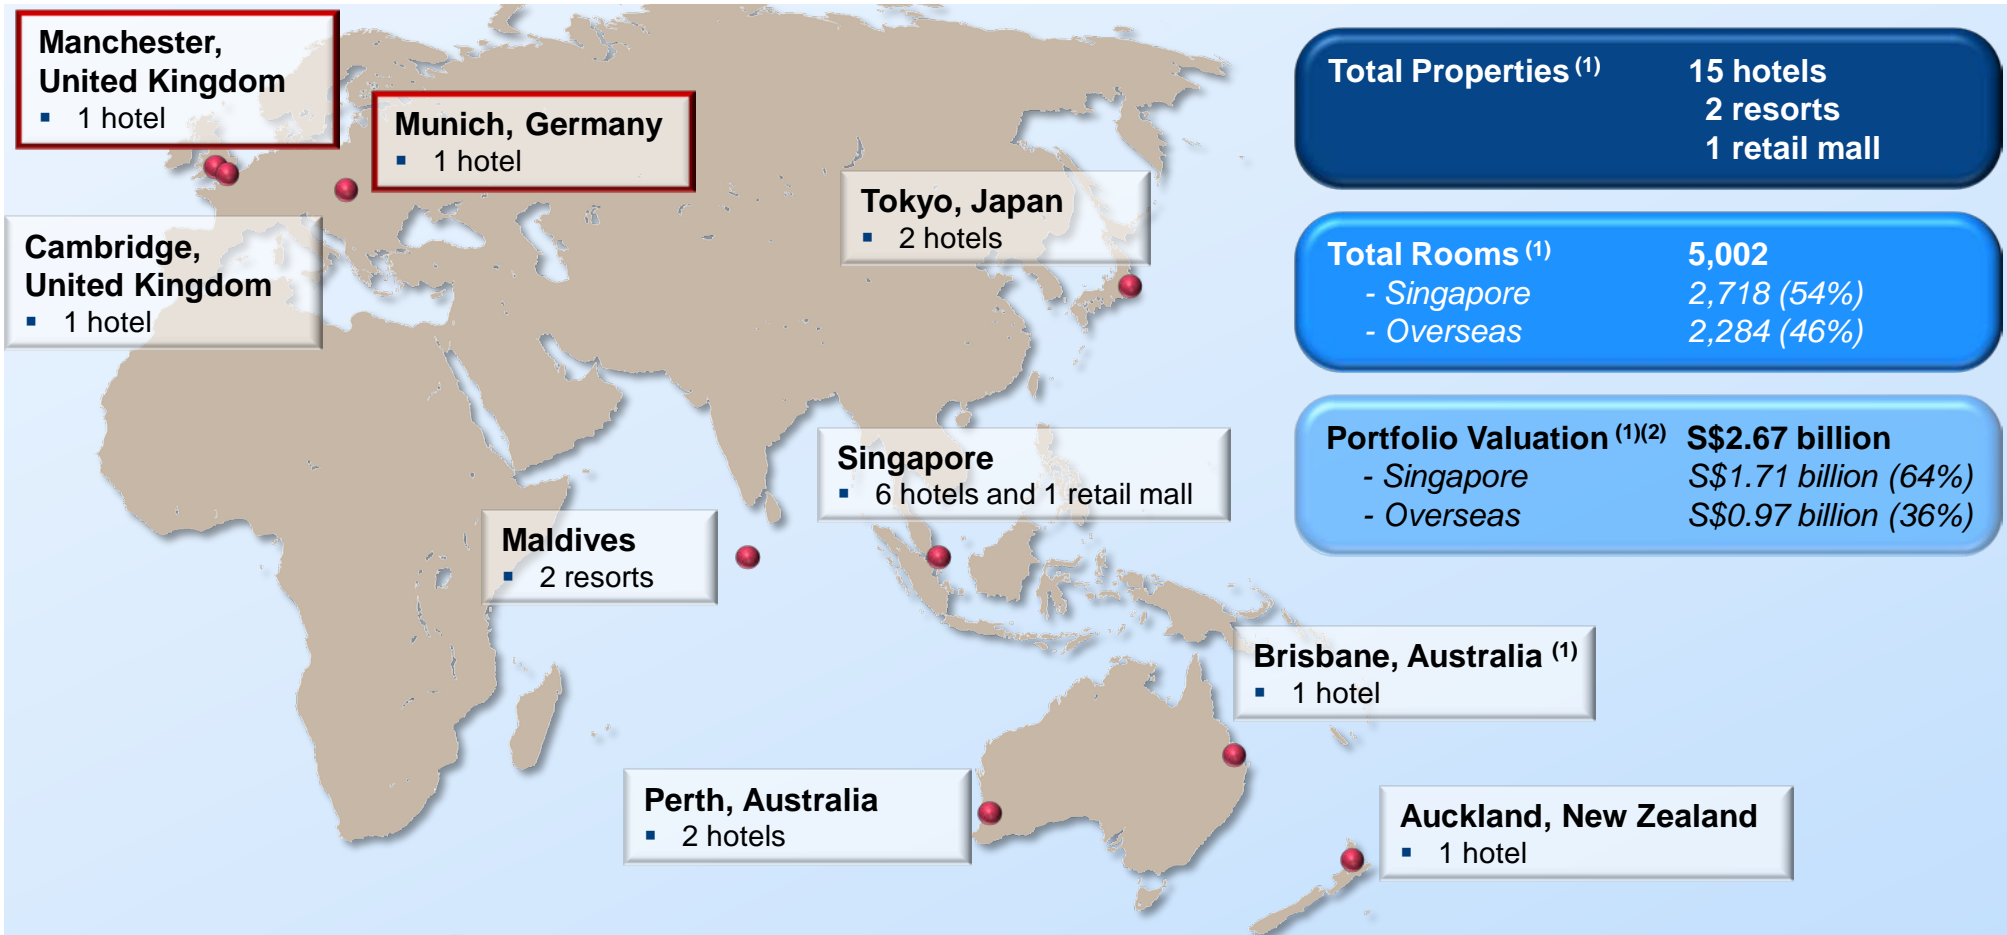 Manchester,
United Kingdom
▪ 1 hotel
Munich, Germany
▪ 1 hotel
Cambridge,
United Kingdom
▪ 1 hotel
Tokyo, Japan
▪ 2 hotels
Singapore
▪ 6 hotels and 1 retail mall
Maldives
▪ 2 resorts
Brisbane, Australia (1)
▪ 1 hotel
Perth, Australia
▪ 2 hotels
Auckland, New Zealand
▪ 1 hotel
Total Properties (1) 15 hotels
2 resorts
1 retail mall
Total Rooms (1) 5,002
- Singapore 2,718 (54%)
- Overseas 2,284 (46%)
Portfolio Valuation (1)(2) S$2.67 billion
- Singapore S$1.71 billion (64%)
- Overseas S$0.97 billion (36%)